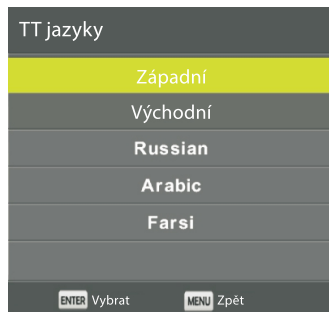 TT jazyky
Západní
Východní
Russian
Arabic
Farsi
ENTER Vybrat MENU Zpět